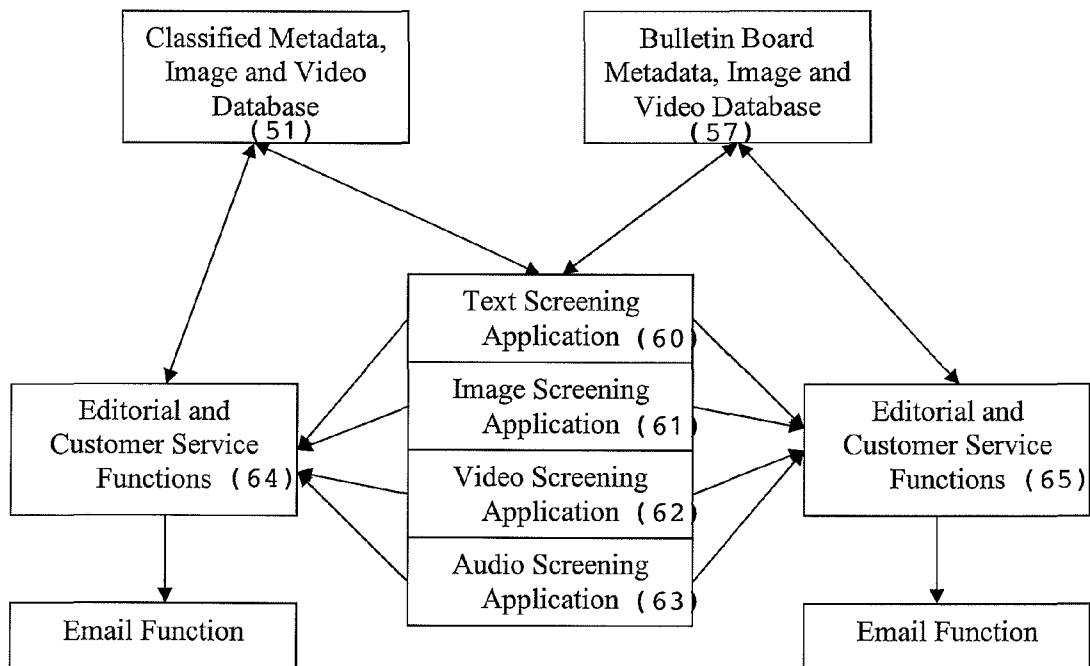 Classified Metadata,
Image and Video
Database
(51)
Bulletin Board
Metadata, Image and
Video Database
(57)
Text Screening
Application (60)
Image Screening
Application (61)
Video Screening
Application (62)
Audio Screening
Application (63)
Editorial and
Customer Service
Functions (64)
Editorial and
Customer Service
Functions (65)
Email Function
Email Function